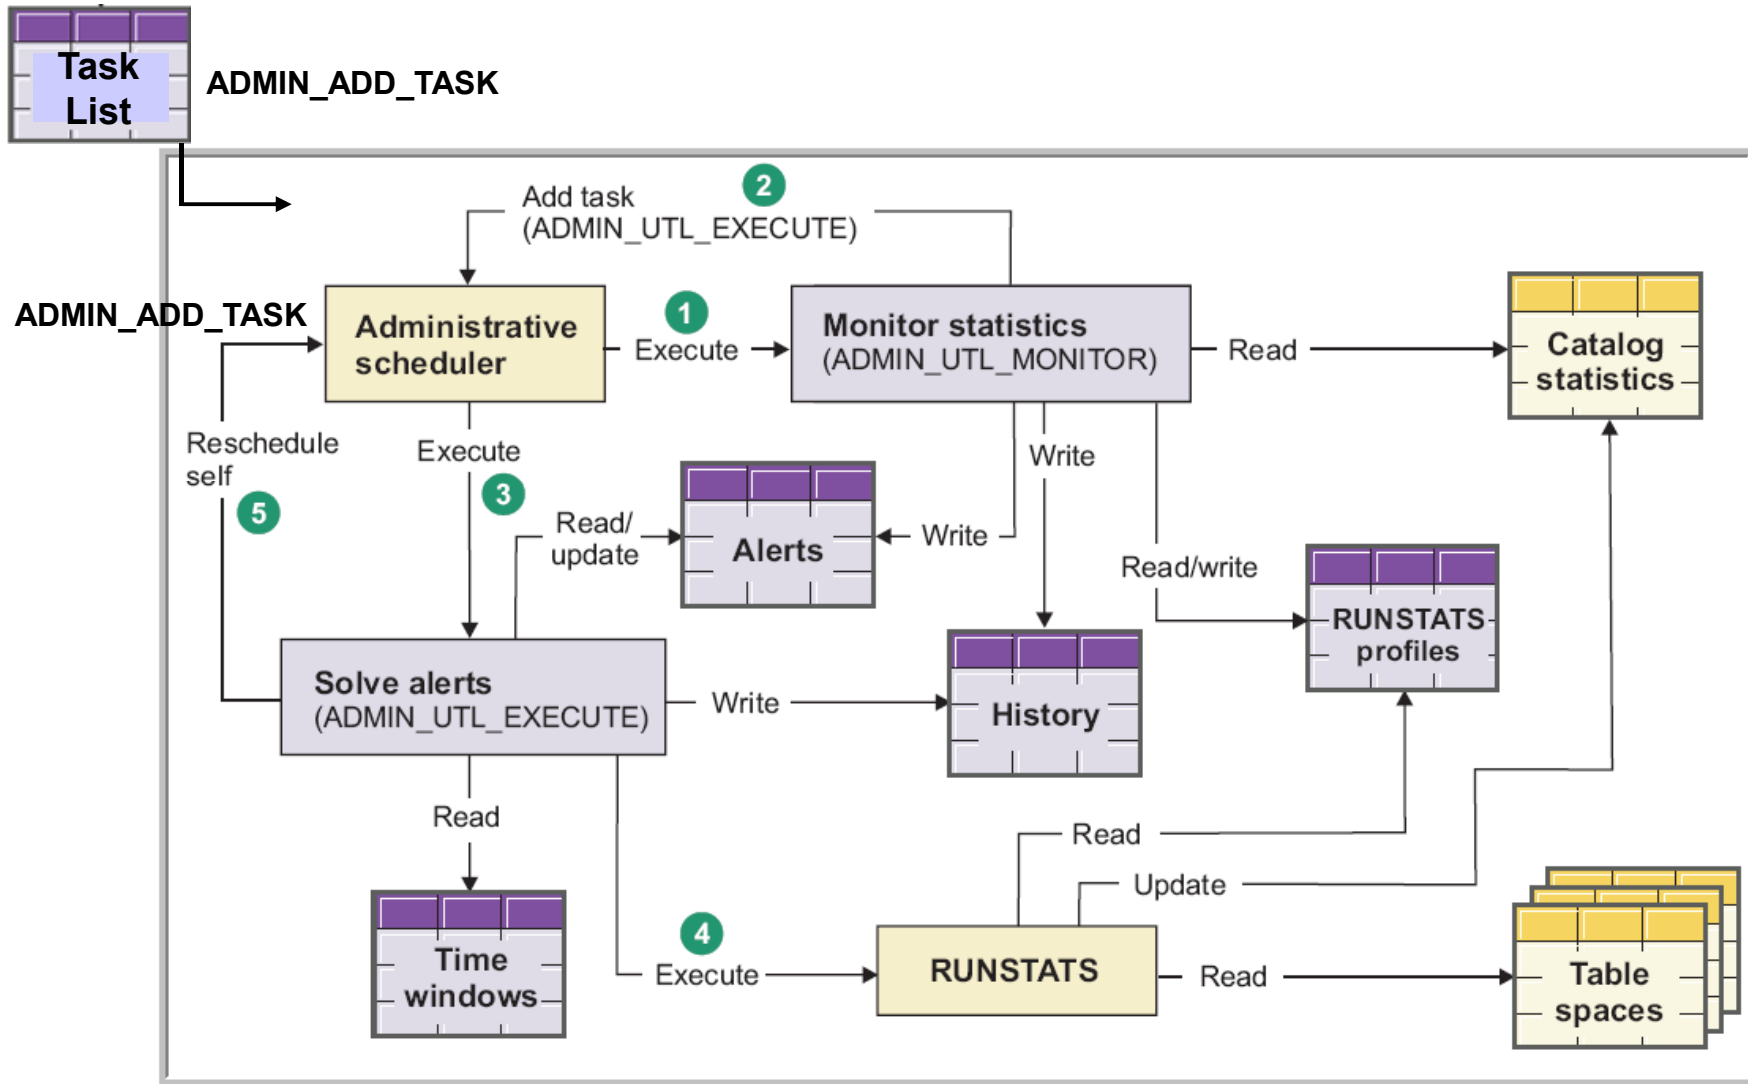 Task
List
ADMIN_ADD_TASK
2
Add task
(ADMIN_UTL_EXECUTE)
ADMIN_ADD_TASK
Administrative
scheduler
1
Execute
Monitor statistics
(ADMIN_UTL_MONITOR)
Read
Catalog
statistics
Reschedule
self
5
Execute
3
Read/
update
Alerts
Write
Write
Read/write
RUNSTATS
profiles
Solve alerts
(ADMIN_UTL_EXECUTE)
Write
History
Read
Time
windows
4
Execute
RUNSTATS
Read
Update
Read
Table
spaces